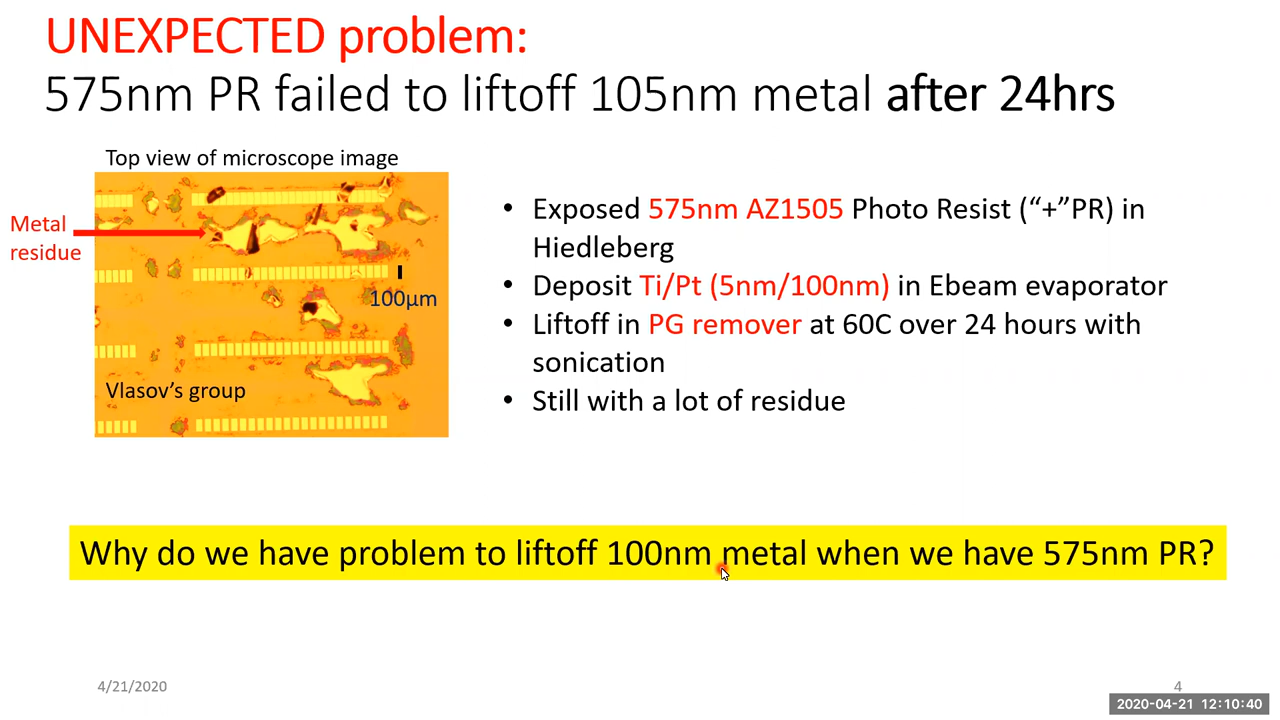 UNEXPECTED problem:
575nm PR failed to liftoff 105nm metal after 24hrs
Top view of microscope image
Metal
residue
100µm
Vlasov’s group
• Exposed 575nm AZ1505 Photo Resist (“+”PR) in
Hiedleberg
• Deposit Ti/Pt (5nm/100nm) in Ebeam evaporator
• Liftoff in PG remover at 60C over 24 hours with
sonication
• Still with a lot of residue
Why do we have problem to liftoff 100nm metal when we have 575nm PR?
4/21/2020
4
2020-04-21 12:10:40